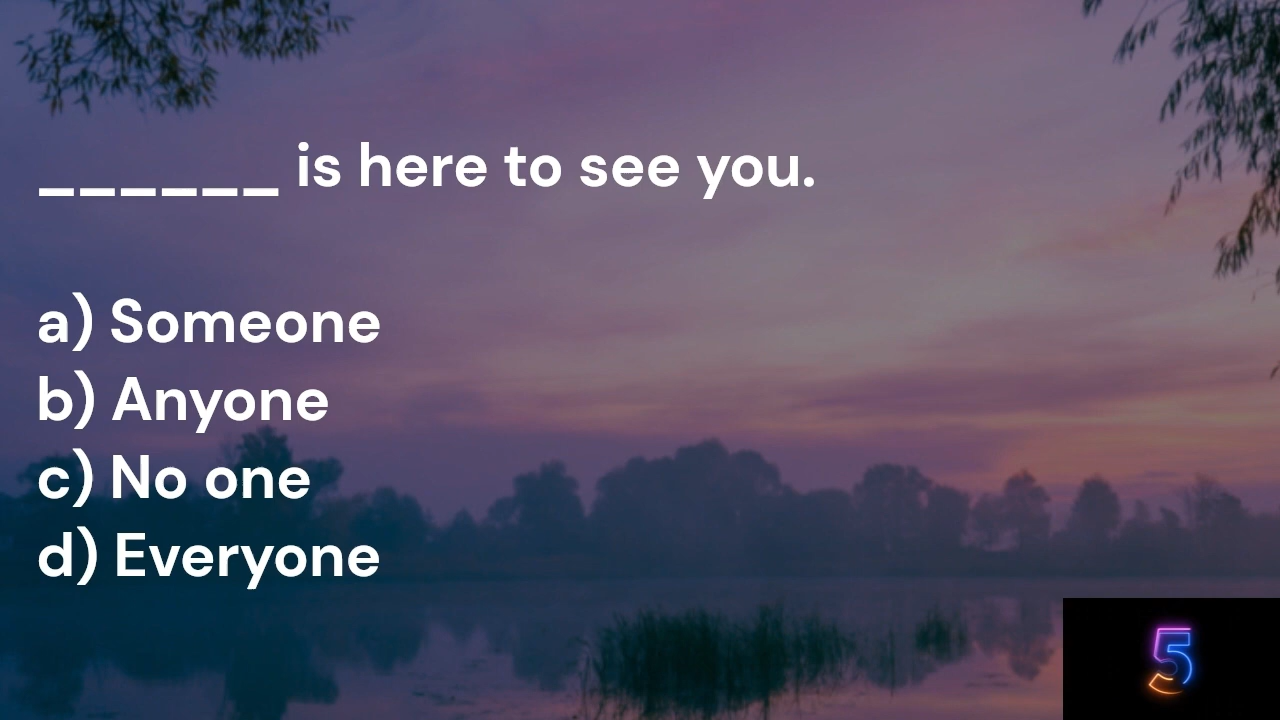 ______ is here to see you.
a) Someone
b) Anyone
c) No one
d) Everyone
5